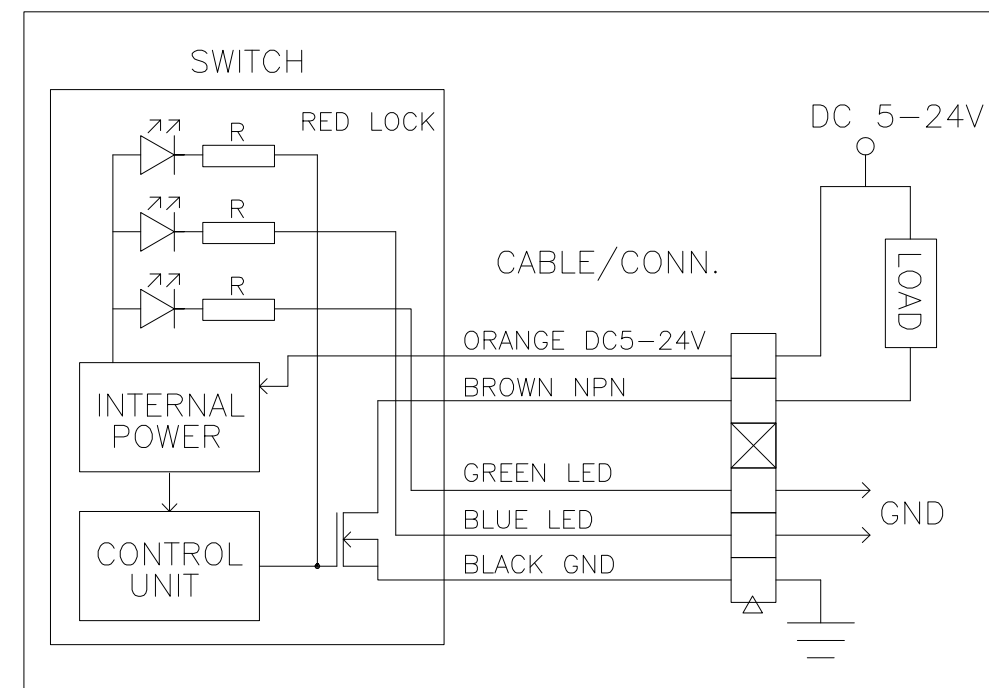 SWITCH
RED LOCK
R
R
R
DC 5-24V
LOAD
CABLE/CONN.
ORANGE DC5-24V
BROWN NPN
INTERNAL
POWER
GREEN LED
BLUE LED
GND
CONTROL
UNIT
BLACK GND